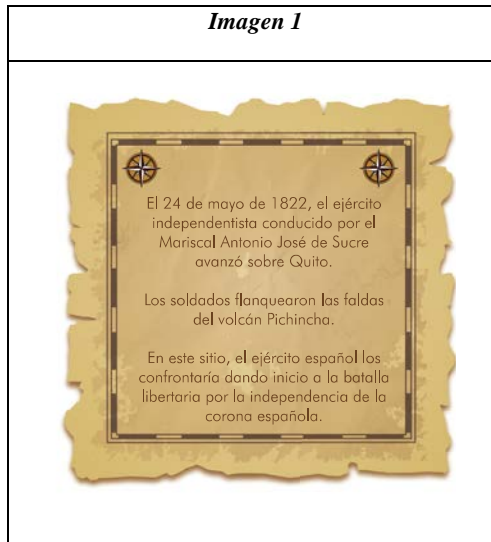 Imagen 1
El 24 de mayo de 1822, el ejército
independentista conducido por el
Mariscal Antonio José de Sucre
avanzó sobre Quito.
Los soldados flanquearon las faldas
del volcán Pichincha.
En este sitio, el ejército español los
confrontaría dando inicio a la batalla
libertaria por la independencia de la
corona española.